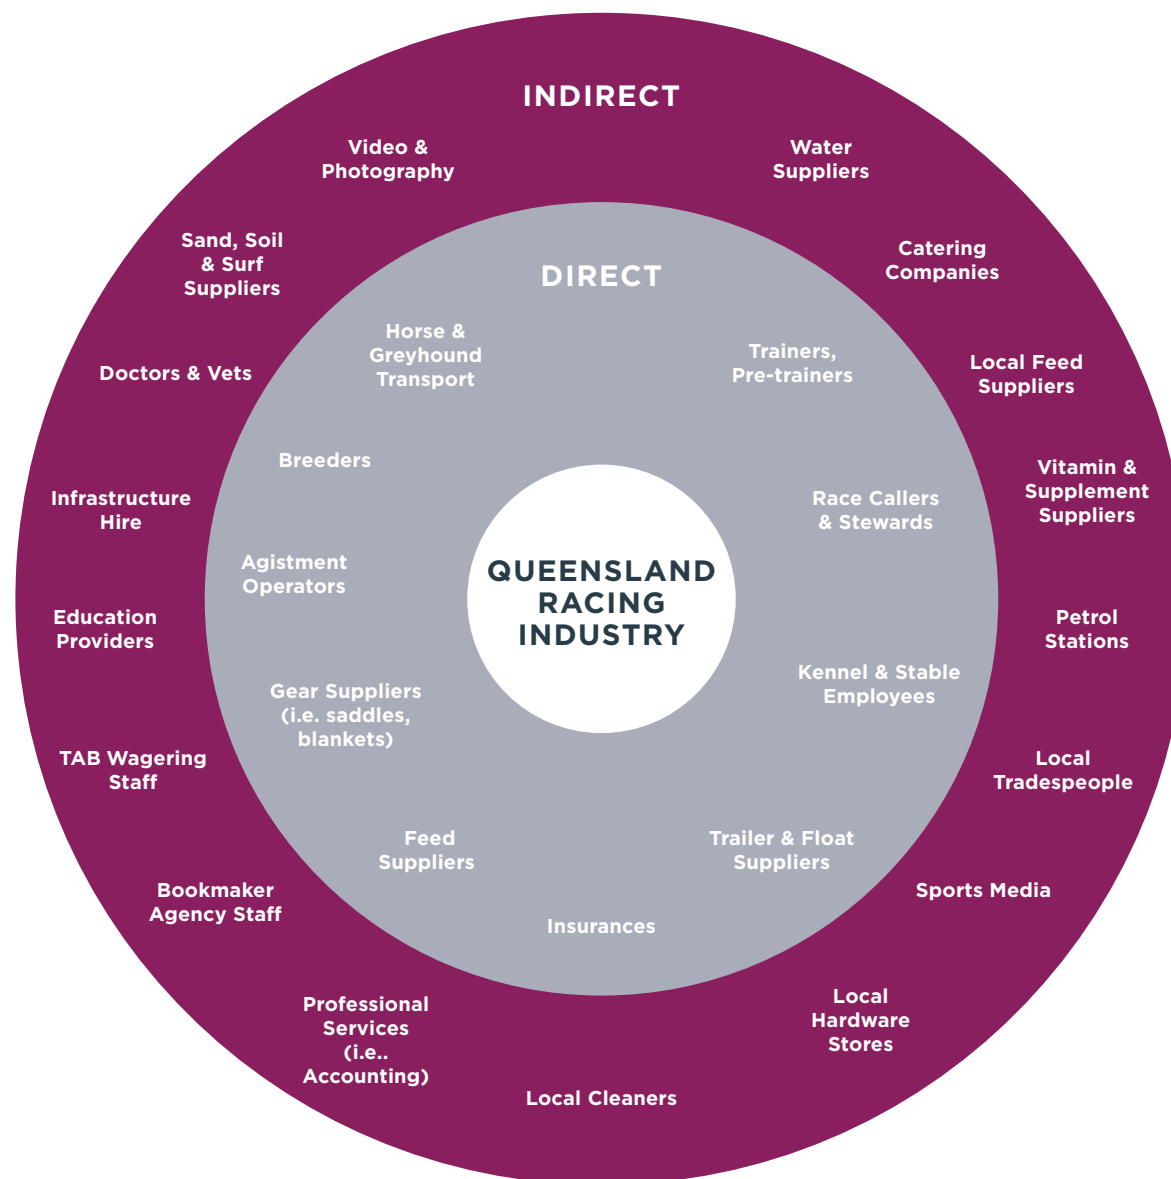 INDIRECT
Video &
Photography
Water
Suppliers
Sand, Soil
& Surf
Suppliers
Catering
Companies
Doctors & Vets
Local Feed
Suppliers
Infrastructure
Hire
Vitamin &
Supplement
Suppliers
Education
Providers
Petrol
Stations
TAB Wagering
Staff
Local
Tradespeople
Bookmaker
Agency Staff
Sports Media
Professional
Services
(i.e..
Accounting)
Local
Hardware
Stores
Local Cleaners
DIRECT
Horse &
Greyhound
Transport
Trainers,
Pre-trainers
Breeders
Race Callers
& Stewards
Agistment
Operators
Kennel & Stable
Employees
Gear Suppliers
(i.e. saddles,
blankets)
Feed
Suppliers
Trailer & Float
Suppliers
Insurances
QUEENSLAND
RACING
INDUSTRY